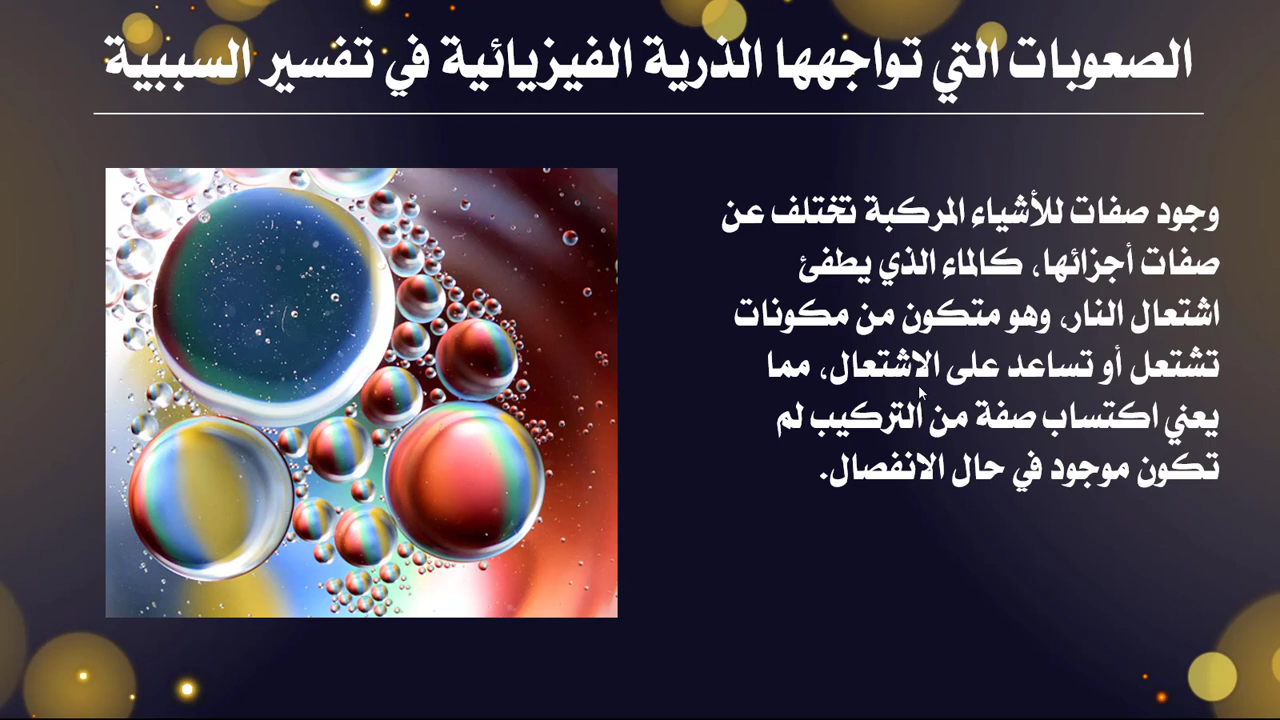 الصعوبات التي تواجهها الذرية الفيزيائية في تفسير السببية
وجود صفات للأشياء المركبة تختلف عن
صفات أجزائها، كالماء الذي يطفئ
اشتعال النار، وهو متكون من مكونات
تشتعل أو تساعد على الاشتعال، مما
يعني اكتساب صفة من التركيب لم
تكون موجود في حال الانفصال.